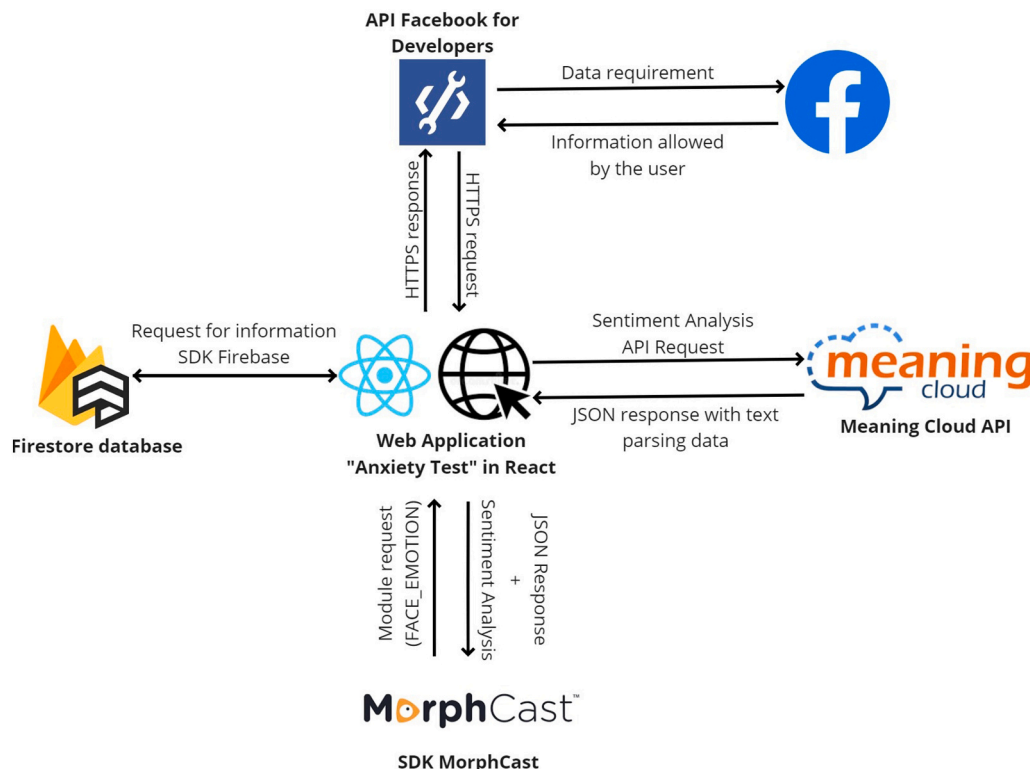 API Facebook for
Developers
Data requirement
Information allowed
by the user
HTTPS response
HTTPS request
Request for information
SDK Firebase
Sentiment Analysis
API Request
meaning
cloud
JSON response with text
parsing data
Meaning Cloud API
Firestore database
Web Application
"Anxiety Test" in React
Module request
(FACE_EMOTION)
Sentiment Analysis
+
JSON Response
MorphCast™
SDK MorphCast